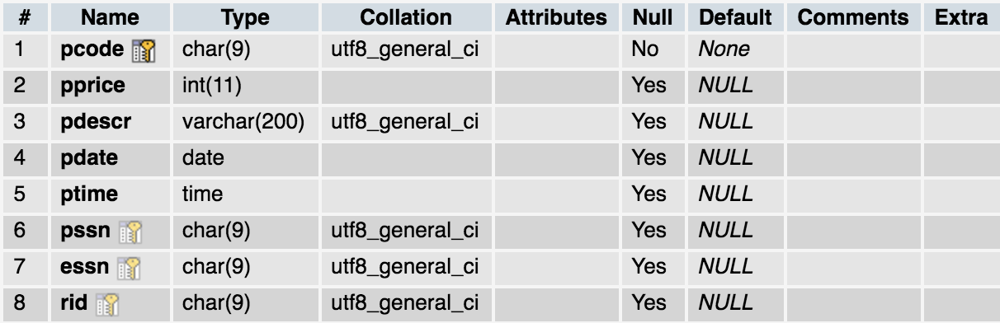 # Name Type Collation Attributes Null Default Comments Extra
1 pcode char(9) utf8_general_ci No None
2 pprice int(11) Yes NULL
3 pdescr varchar(200) utf8_general_ci Yes NULL
4 pdate date Yes NULL
5 ptime time Yes NULL
6 pssn char(9) utf8_general_ci Yes NULL
7 essn char(9) utf8_general_ci Yes NULL
8 rid char(9) utf8_general_ci Yes NULL